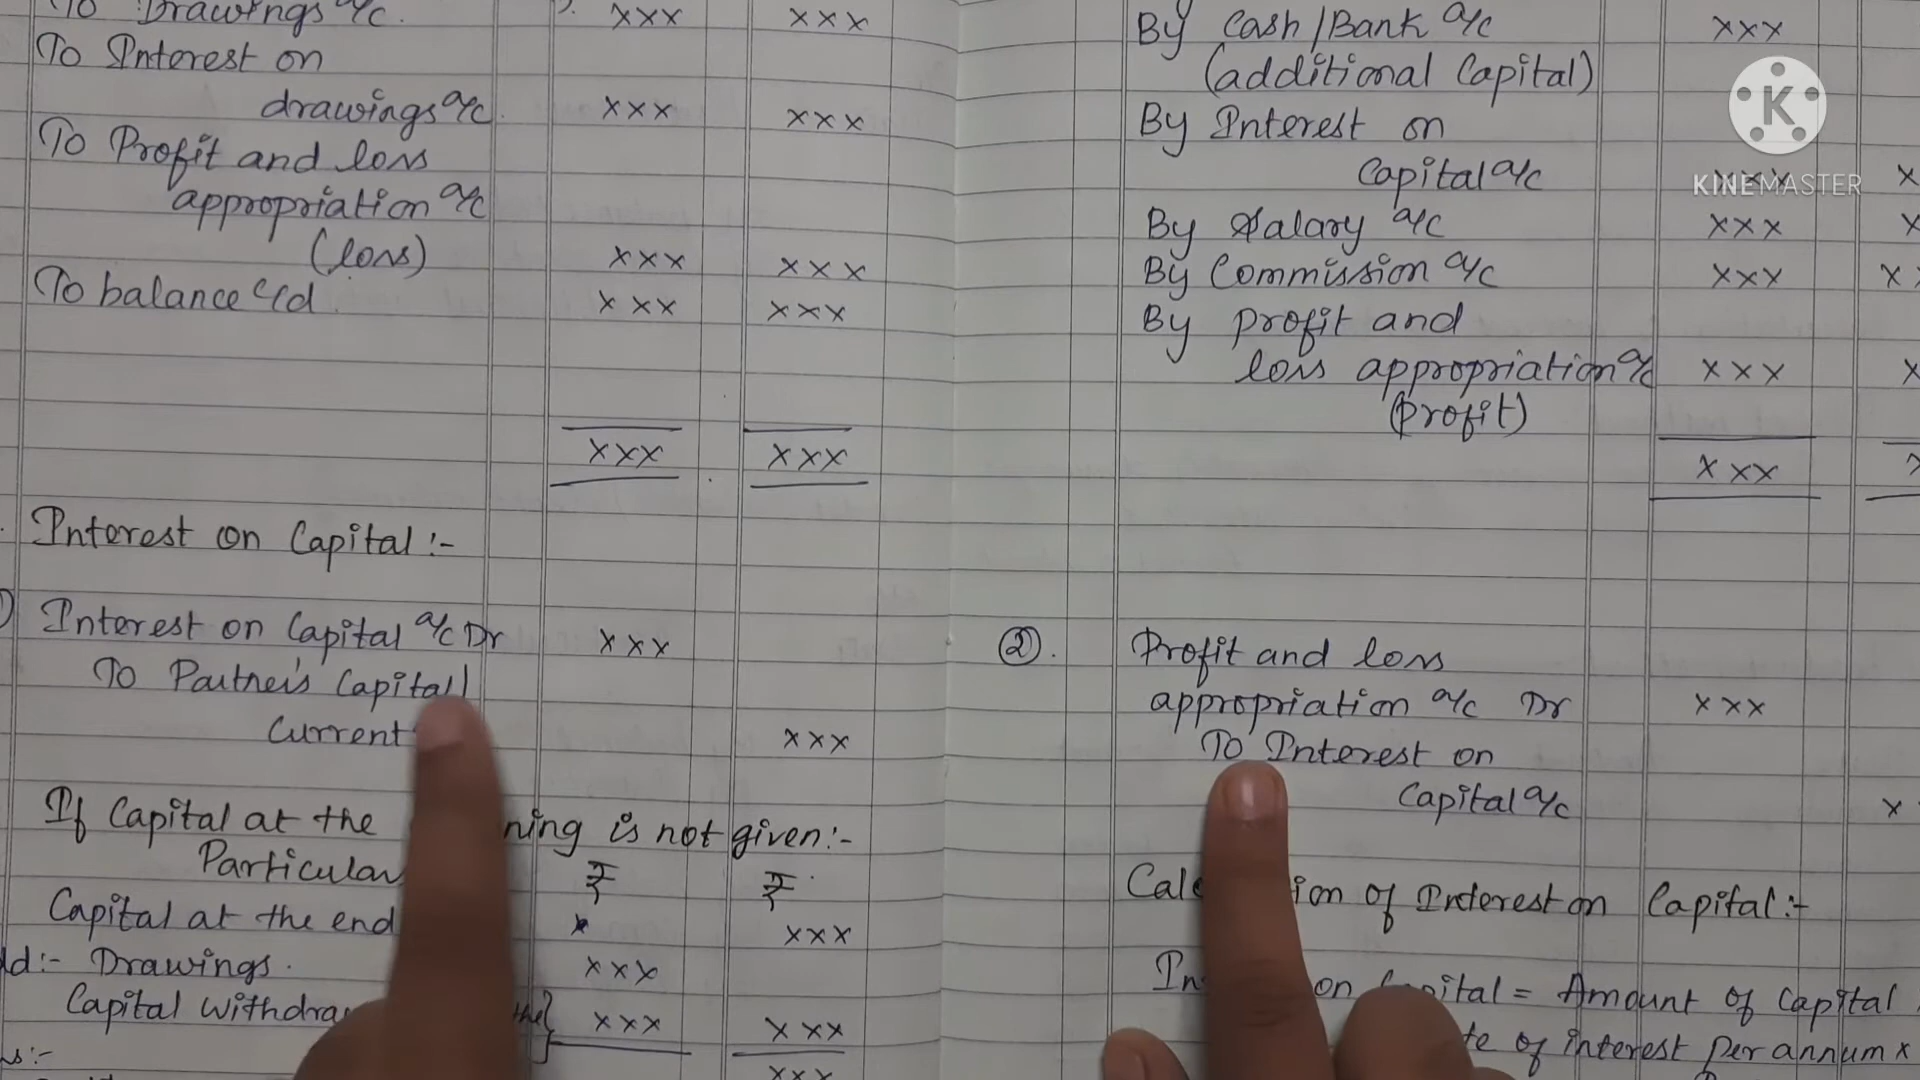 To Drawings a/c. xxx xxx
To Interest on
drawings a/c. xxx xxx
To Profit and loss
appropriation a/c
(loss) xxx xxx
To balance c/d. xxx xxx
xxx xxx
Interest on Capital :-
Interest on Capital a/c Dr xxx
To Partner's Capital/
Current xxx
If Capital at the ning is not given:-
Particular ₹ ₹
Capital at the end xxx
Drawings. xxx
Capital xxx xxx
xxx
By Cash/Bank a/c xxx
(additional Capital)
By Interest on
Capital a/c xxx x
By Salary a/c xxx x
By Commission a/c xxx x
By profit and
loss appropriation a/c xxx x
(profit)
xxx
②. Profit and loss
appropriation a/c Dr xxx
To Interest on
Capital a/c x
ion of Interest on Capital:-
on Capital = Amount of Capital
of interest per annum x
K
KINEMASTER